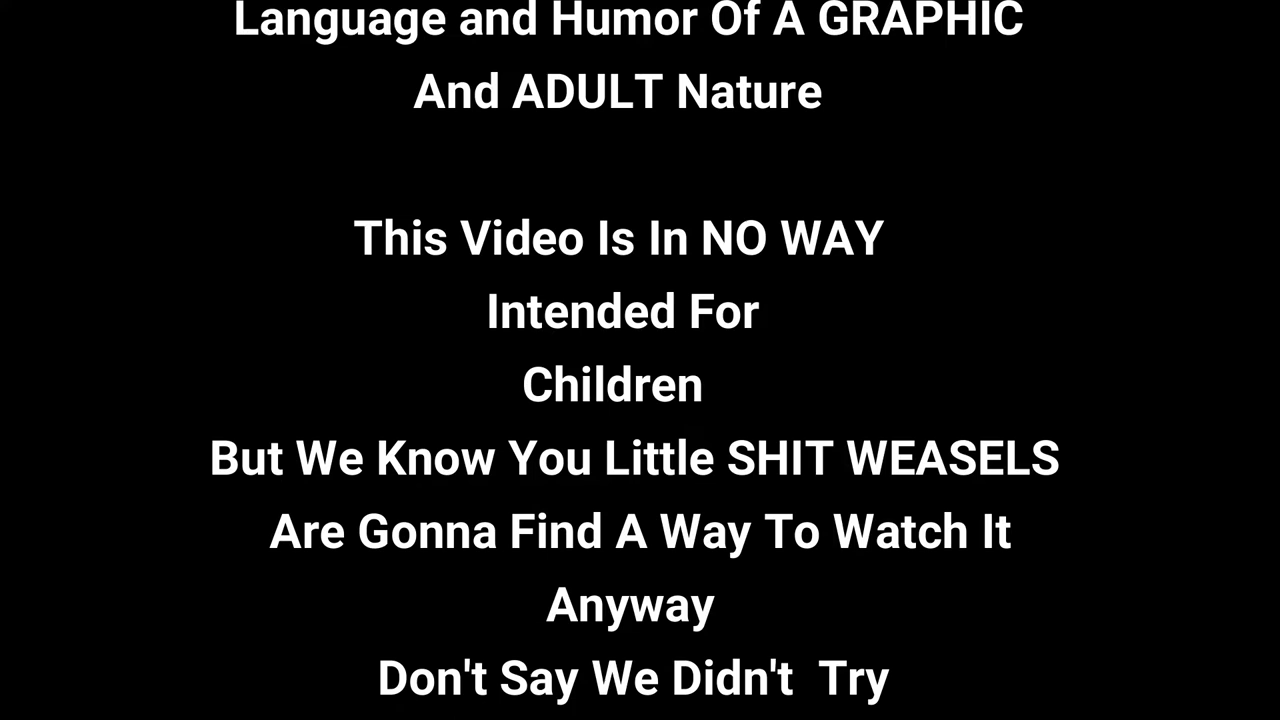 Language and Humor Of A GRAPHIC
And ADULT Nature
This Video Is In NO WAY
Intended For
Children
But We Know You Little SHIT WEASELS
Are Gonna Find A Way To Watch It
Anyway
Don't Say We Didn't  Try